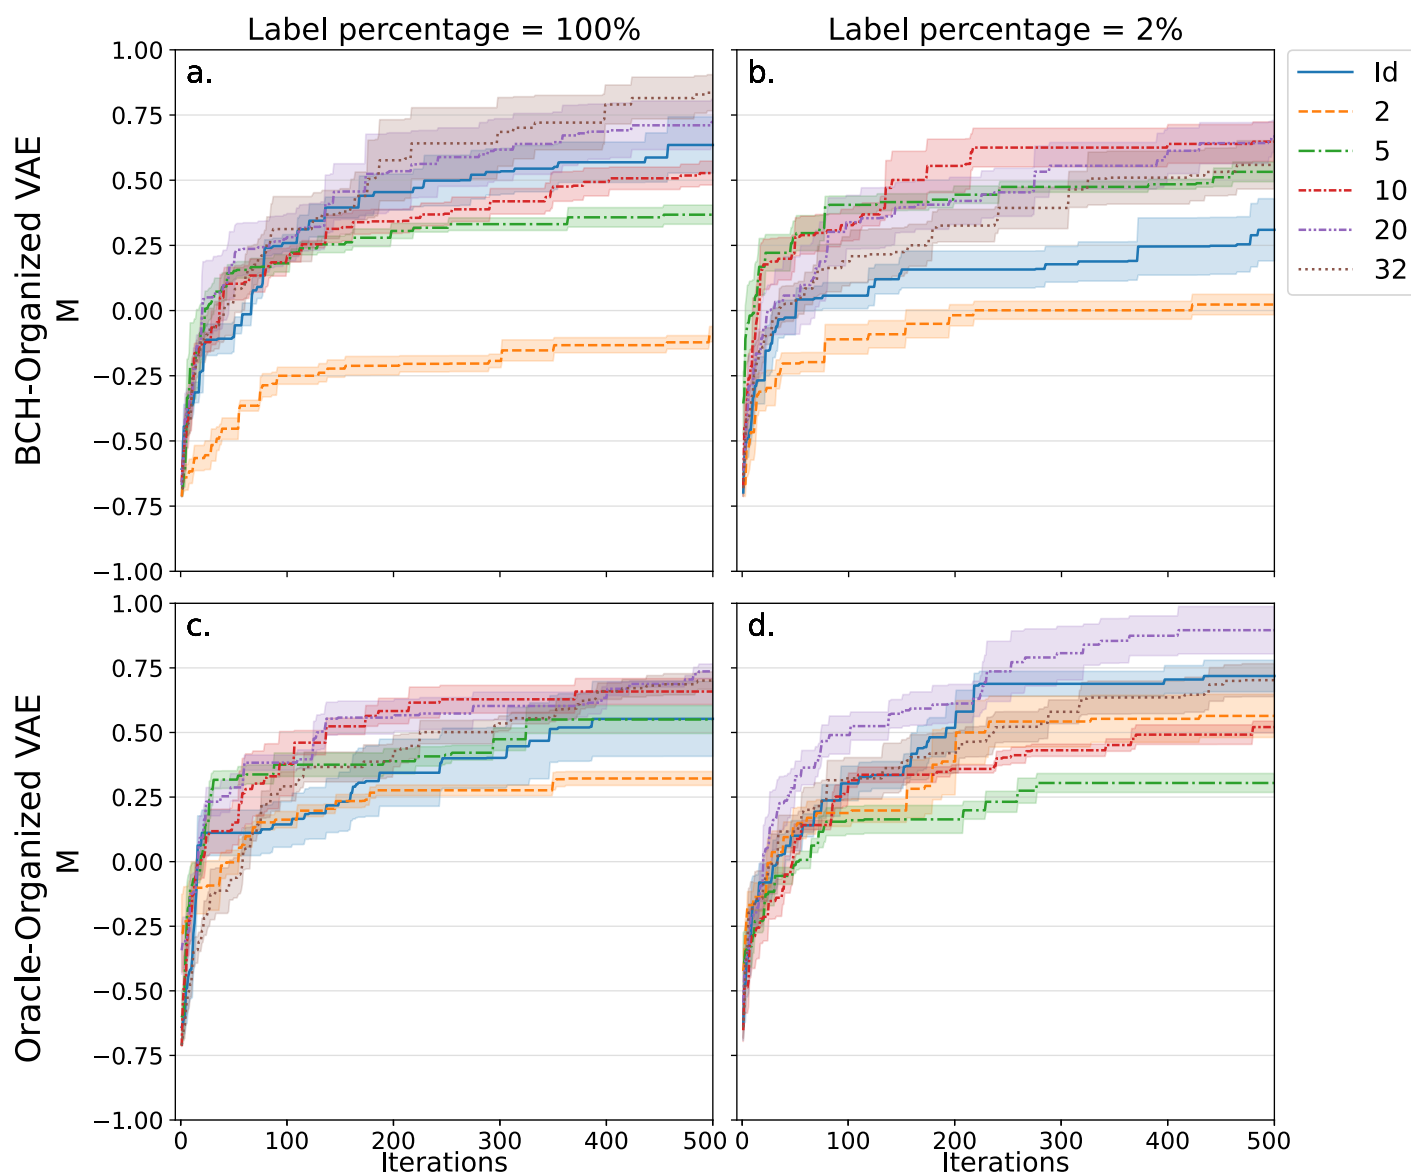 Label percentage = 100%
Label percentage = 2%
BCH-Organized VAE
M
1.00
0.75
0.50
0.25
0.00
−0.25
−0.50
−0.75
−1.00
a.
b.
Id
2
5
10
20
32
Oracle-Organized VAE
M
1.00
0.75
0.50
0.25
0.00
−0.25
−0.50
−0.75
−1.00
c.
d.
0 100 200 300 400 500
0 100 200 300 400 500
Iterations
Iterations